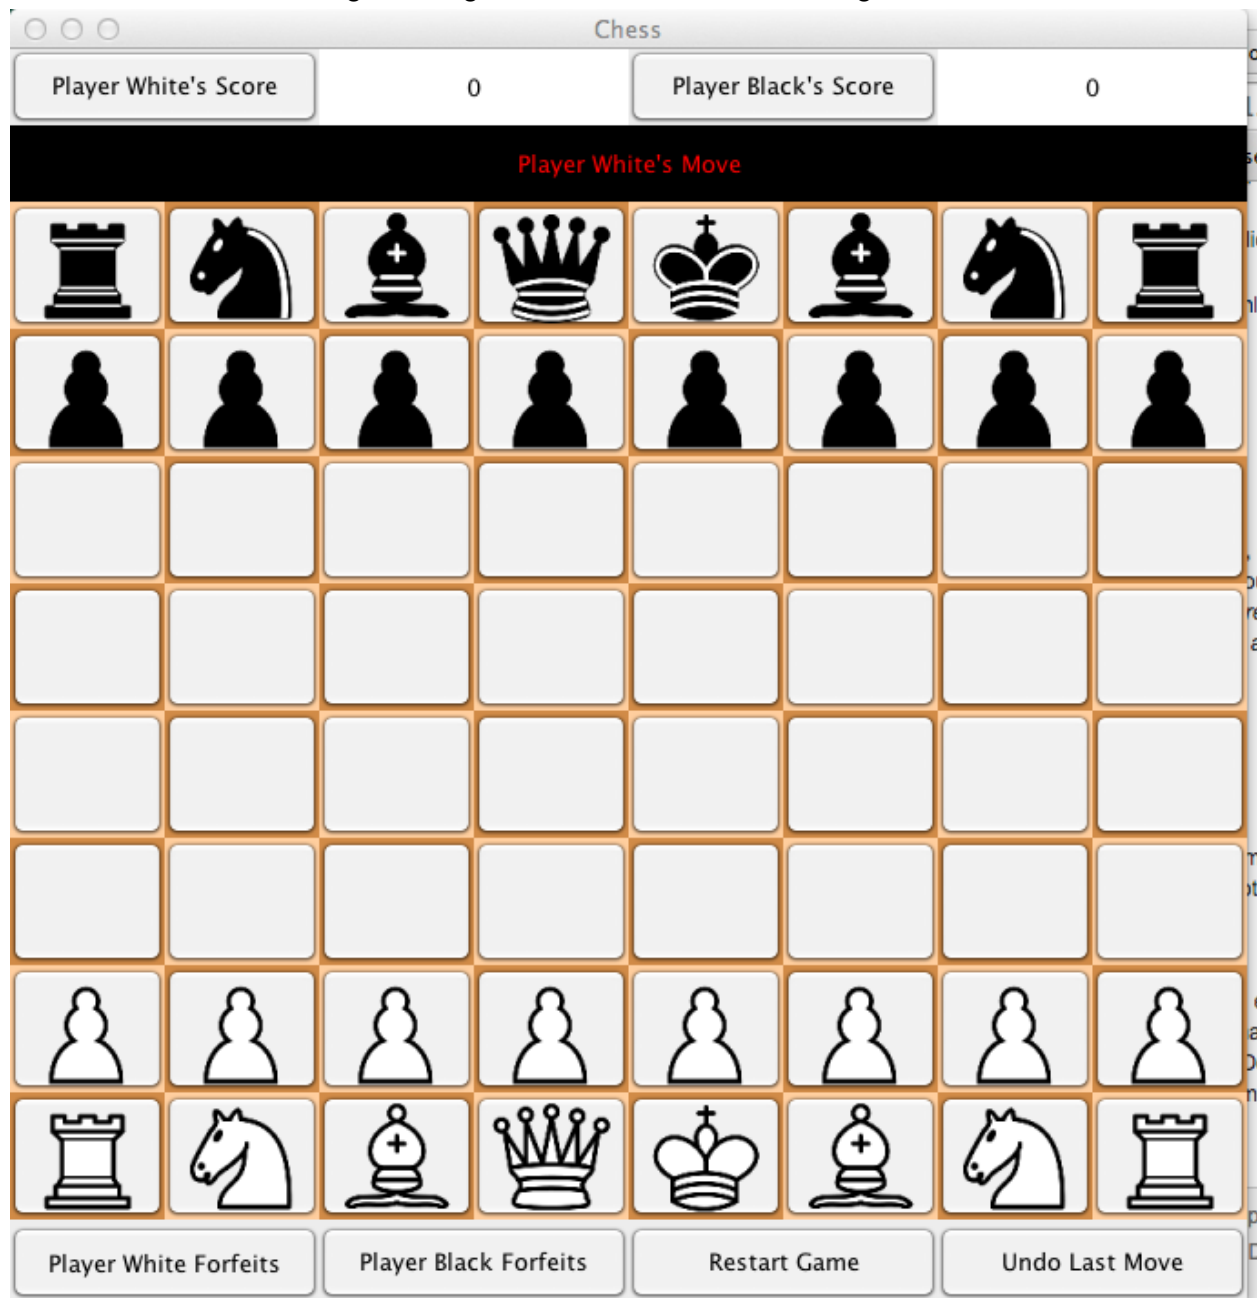 Chess
Player White's Score 0 Player Black's Score 0
Player White's Move
Player White Forfeits Player Black Forfeits Restart Game Undo Last Move